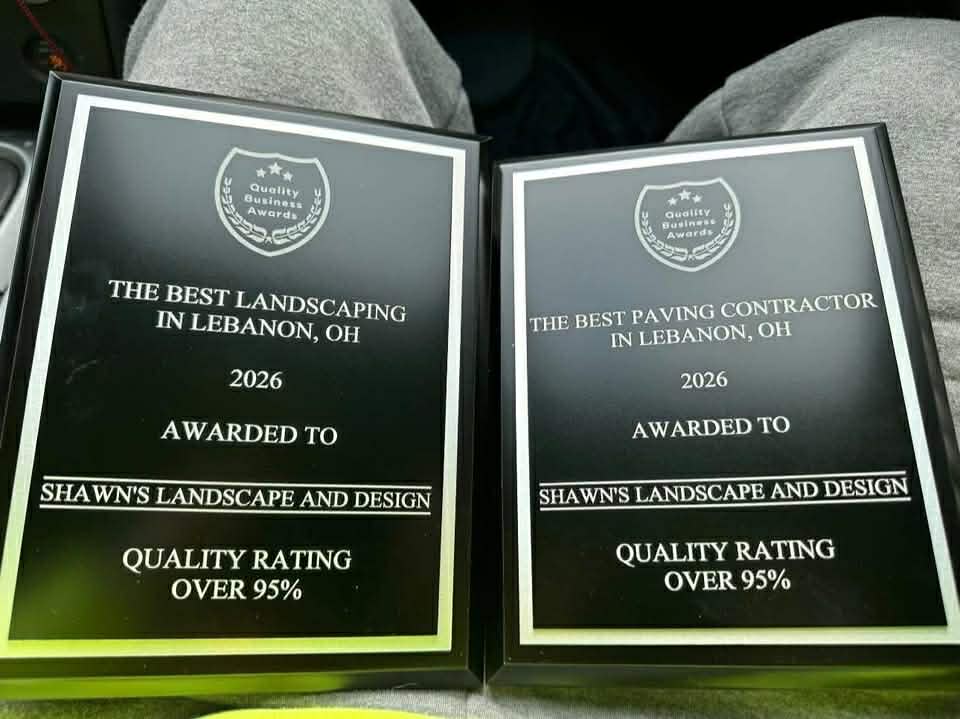 Quality
Business
Awards
THE BEST LANDSCAPING
IN LEBANON, OH
2026
AWARDED TO
SHAWN'S LANDSCAPE AND DESIGN
QUALITY RATING
OVER 95%
Quality
Business
Awards
THE BEST PAVING CONTRACTOR
IN LEBANON, OH
2026
AWARDED TO
SHAWN'S LANDSCAPE AND DESIGN
QUALITY RATING
OVER 95%